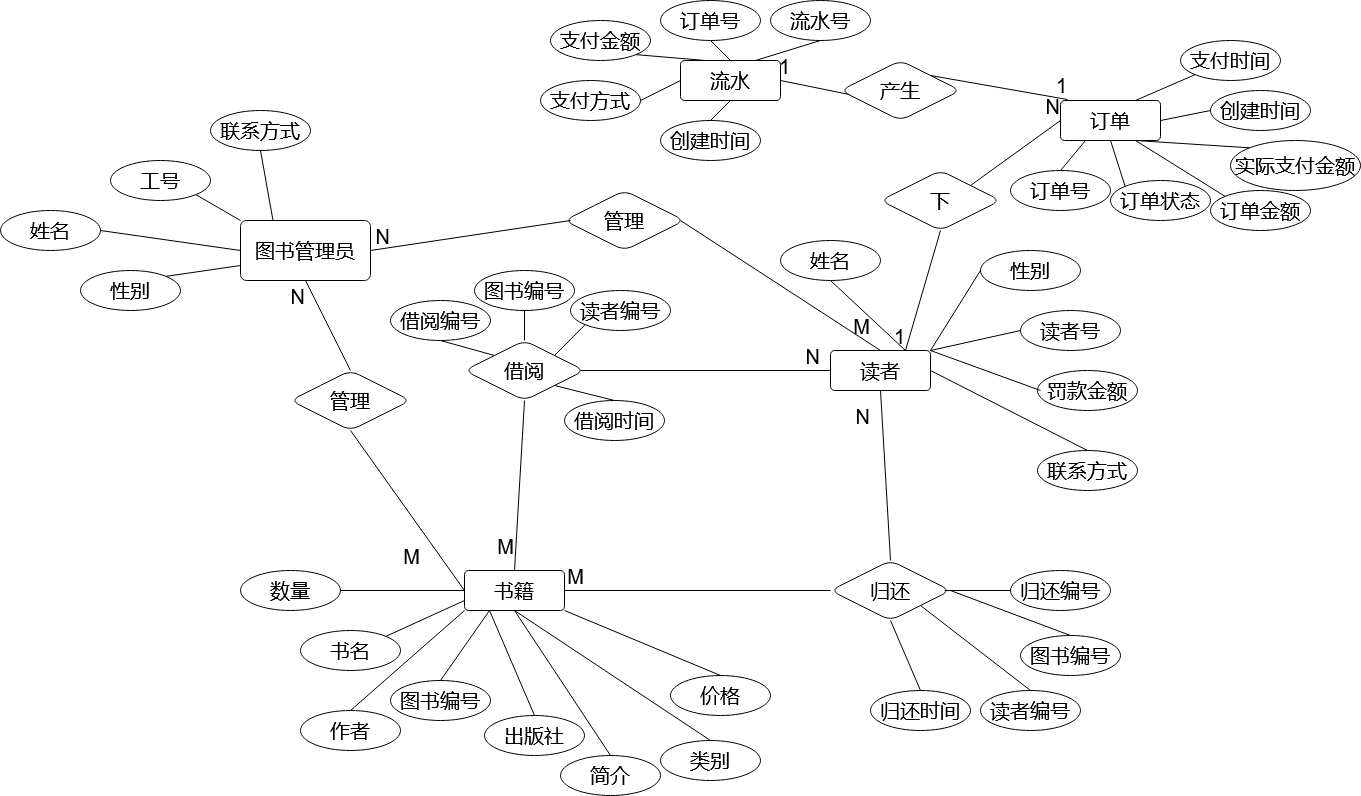 订单号
流水号
支付金额
流水
1
支付方式
创建时间
产生
1
N
订单
支付时间
创建时间
实际支付金额
订单号
订单状态
订单金额
下
联系方式
工号
姓名
性别
图书管理员
N
N
管理
姓名
性别
读者号
罚款金额
联系方式
M
1
N
读者
N
图书编号
借阅编号
读者编号
借阅
借阅时间
管理
M
M
M
书籍
数量
书名
作者
图书编号
出版社
简介
类别
价格
归还
归还编号
图书编号
读者编号
归还时间